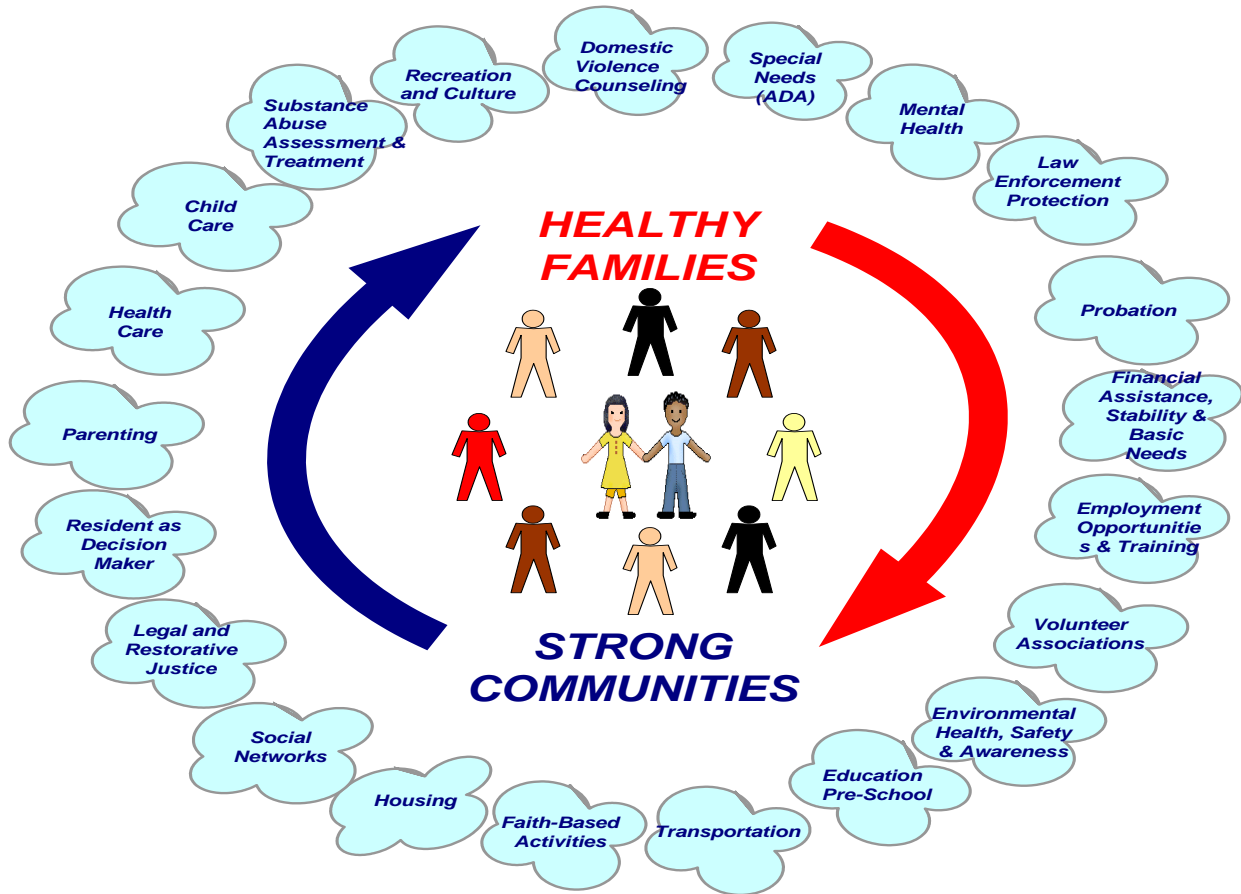 Domestic
Violence
Counseling
Special
Needs
(ADA)
Mental
Health
Law
Enforcement
Protection
Probation
Financial
Assistance,
Stability &
Basic
Needs
Employment
Opportunitie
s & Training
Volunteer
Associations
Environmental
Health, Safety
& Awareness
Education
Pre-School
Transportation
Faith-Based
Activities
Housing
Social
Networks
Legal and
Restorative
Justice
Resident as
Decision
Maker
Parenting
Health
Care
Child
Care
Substance
Abuse
Assessment &
Treatment
Recreation
and Culture
HEALTHY
FAMILIES
STRONG
COMMUNITIES